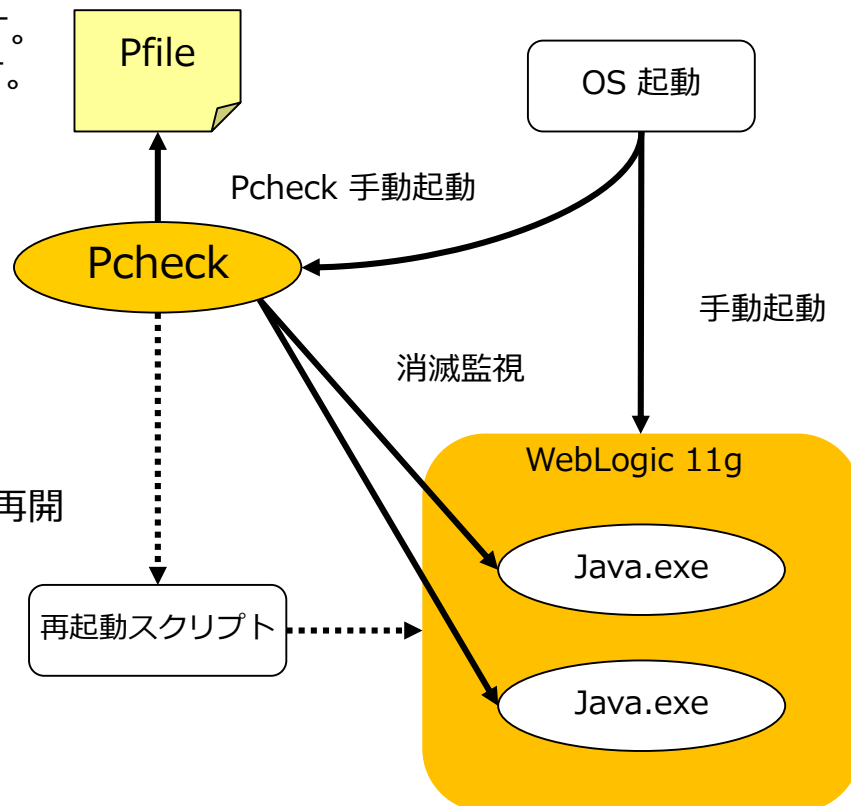 。
Pfile
。
OS 起動
Pcheck 手動起動
Pcheck
手動起動
消滅監視
WebLogic 11g
再開
Java.exe
再起動スクリプト
Java.exe